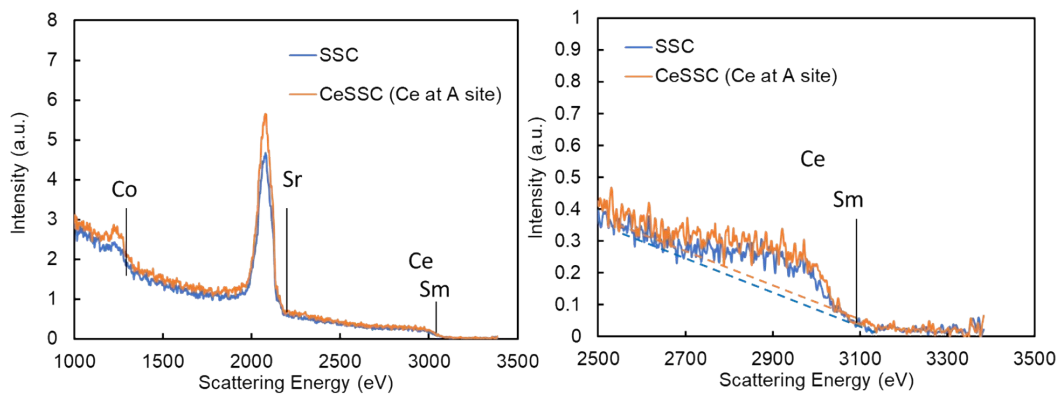 8
7
6
5
4
3
2
1
0
Intensity (a.u.)
SSC
CeSSC (Ce at A site)
Co
Sr
Ce
Sm
1000 1500 2000 2500 3000 3500
Scattering Energy (eV)
1
0.9
0.8
0.7
0.6
0.5
0.4
0.3
0.2
0.1
0
Intensity (a.u.)
SSC
CeSSC (Ce at A site)
Ce
Sm
2500 2700 2900 3100 3300 3500
Scattering Energy (eV)